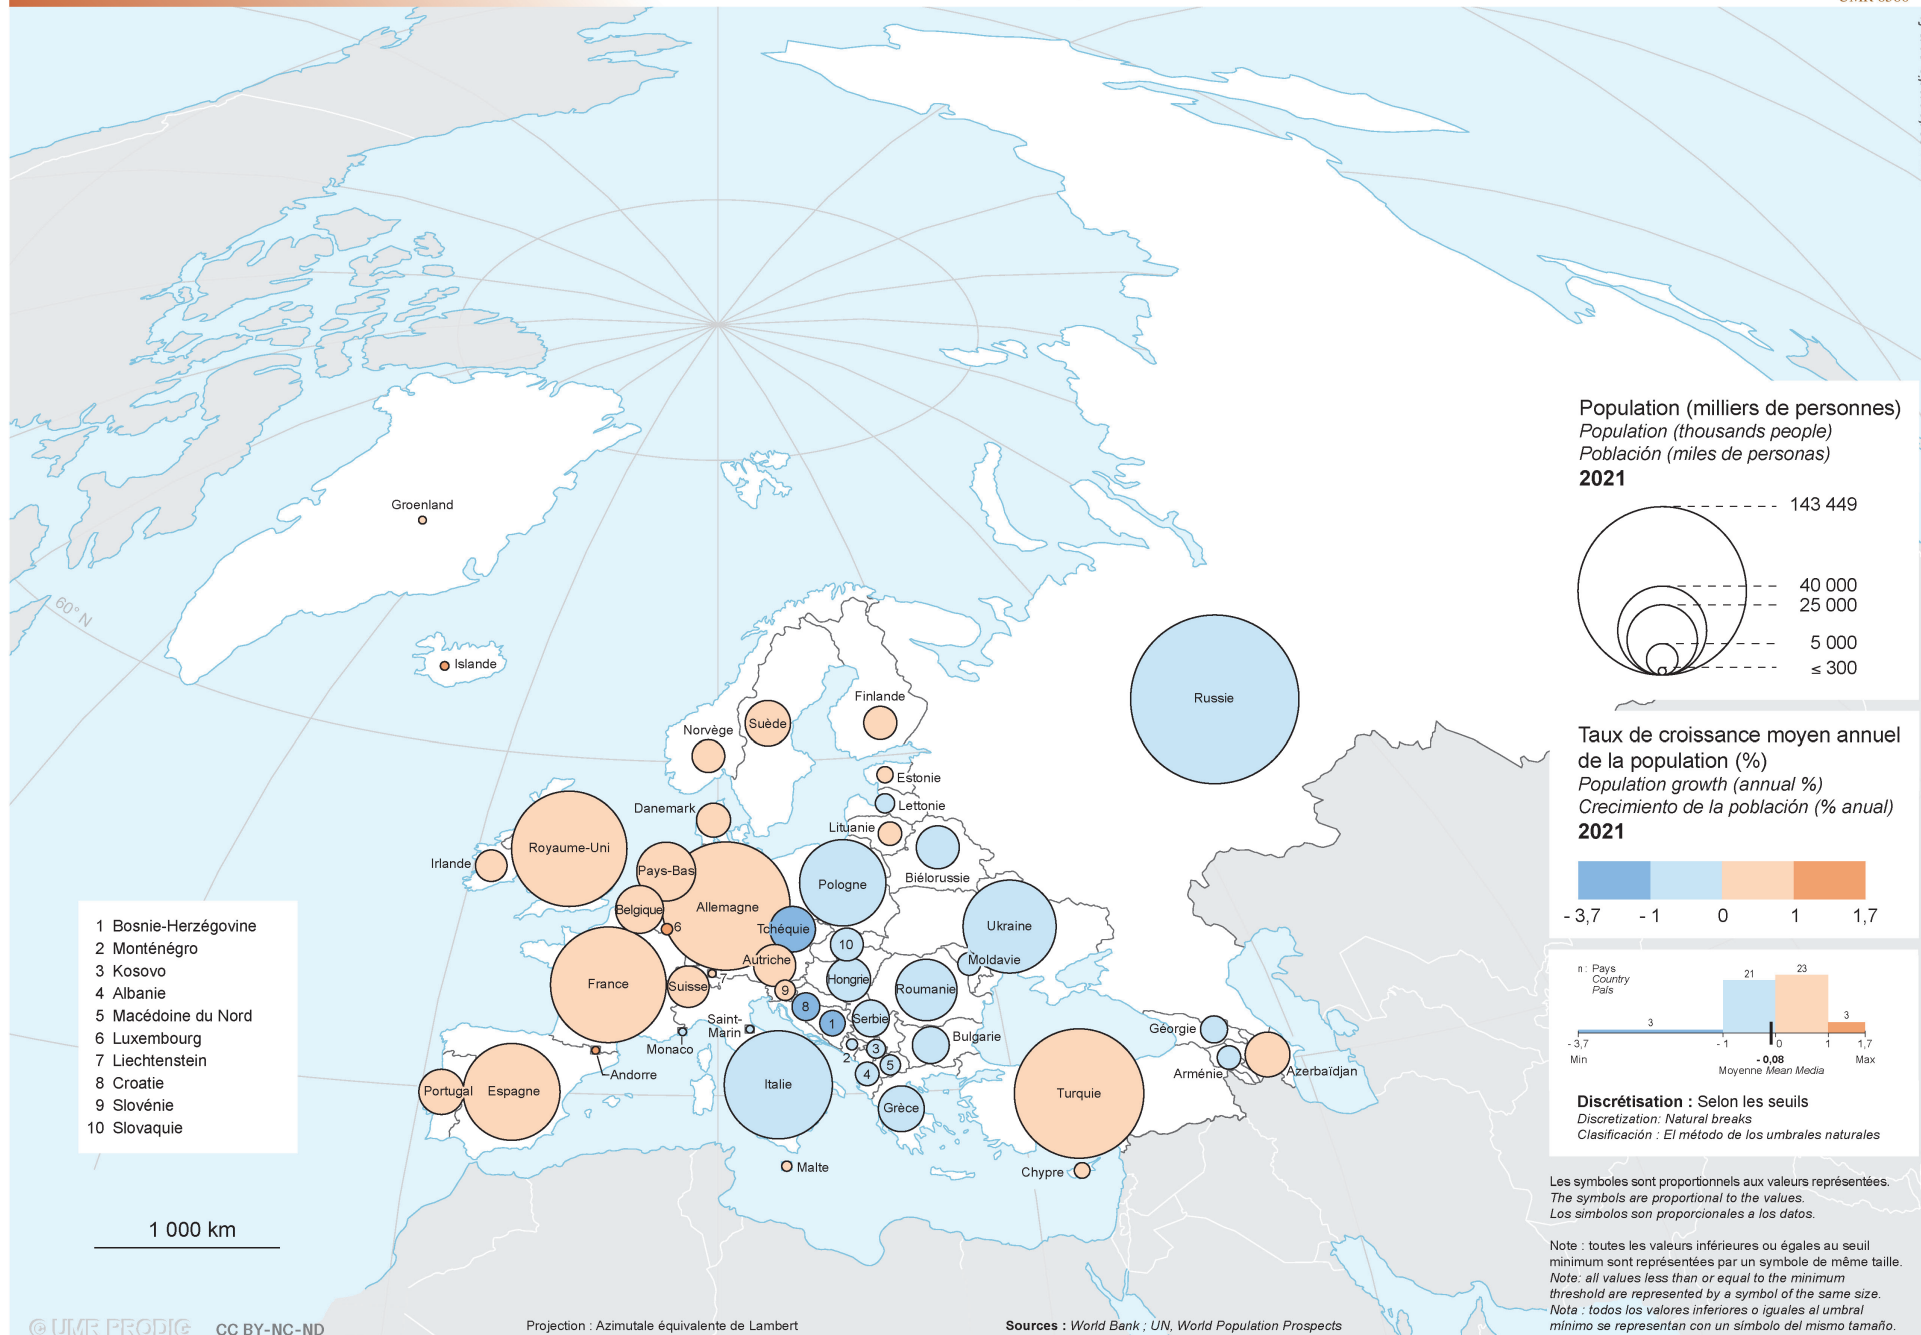 60° N
Groenland
Islande
Norvège
Suède
Finlande
Estonie
Lettonie
Lituanie
Danemark
Royaume-Uni
Irlande
Pays-Bas
Belgique
Allemagne
Pologne
Biélorussie
Russie
Ukraine
Tchéquie
6
10
Moldavie
Autriche
Hongrie
Roumanie
France
Suisse
7
9
8
1
Serbie
Saint-
Marin
Monaco
Bulgarie
2
3
5
4
Andorre
Portugal
Espagne
Italie
Grèce
Turquie
Géorgie
Arménie
Azerbaïdjan
Malte
Chypre
1 Bosnie-Herzégovine
2 Monténégro
3 Kosovo
4 Albanie
5 Macédoine du Nord
6 Luxembourg
7 Liechtenstein
8 Croatie
9 Slovénie
10 Slovaquie
1 000 km
© UMR PRODIG CC BY-NC-ND
Projection : Azimutale équivalente de Lambert
Sources : World Bank ; UN, World Population Prospects
Population (milliers de personnes)
Population (thousands people)
Población (miles de personas)
2021
143 449
40 000
25 000
5 000
≤ 300
Taux de croissance moyen annuel
de la population (%)
Population growth (annual %)
Crecimiento de la población (% anual)
2021
- 3,7 - 1 0 1 1,7
n : Pays
Country
País
3 21 23 3
- 3,7 - 1 0 1 1,7
Min - 0,08 Max
Moyenne Mean Media
Discrétisation : Selon les seuils
Discretization: Natural breaks
Clasificación : El método de los umbrales naturales
Les symboles sont proportionnels aux valeurs représentées.
The symbols are proportional to the values.
Los símbolos son proporcionales a los datos.
Note : toutes les valeurs inférieures ou égales au seuil
minimum sont représentées par un symbole de même taille.
Note: all values less than or equal to the minimum
threshold are represented by a symbol of the same size.
Nota : todos los valores inferiores o iguales al umbral
mínimo se representan con un símbolo del mismo tamaño.